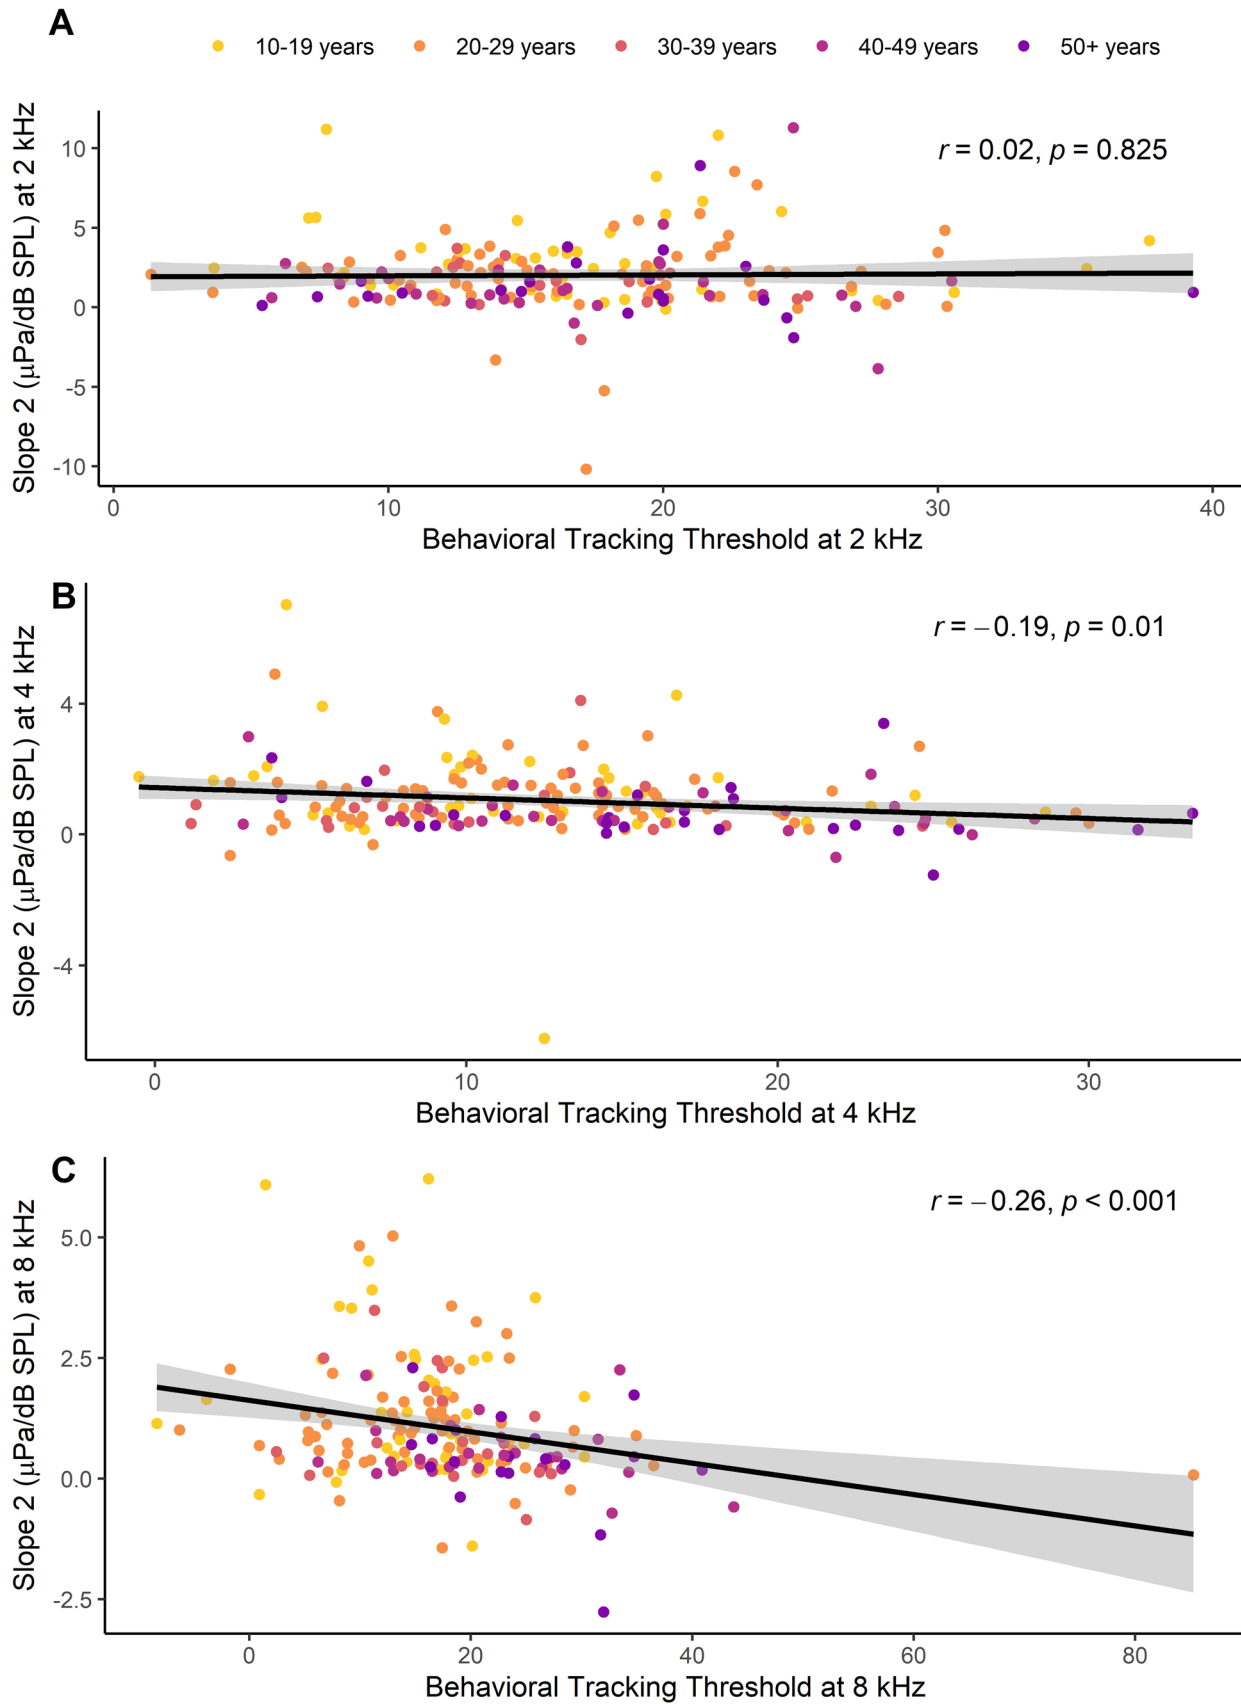 A
10-19 years 20-29 years 30-39 years 40-49 years 50+ years
Slope 2 (μPa/dB SPL) at 2 kHz
10
5
0
-5
-10
r = 0.02, p = 0.825
0 10 20 30 40
Behavioral Tracking Threshold at 2 kHz
B
Slope 2 (μPa/dB SPL) at 4 kHz
4
0
-4
r = −0.19, p = 0.01
0 10 20 30
Behavioral Tracking Threshold at 4 kHz
C
Slope 2 (μPa/dB SPL) at 8 kHz
5.0
2.5
0.0
-2.5
r = −0.26, p < 0.001
0 20 40 60 80
Behavioral Tracking Threshold at 8 kHz